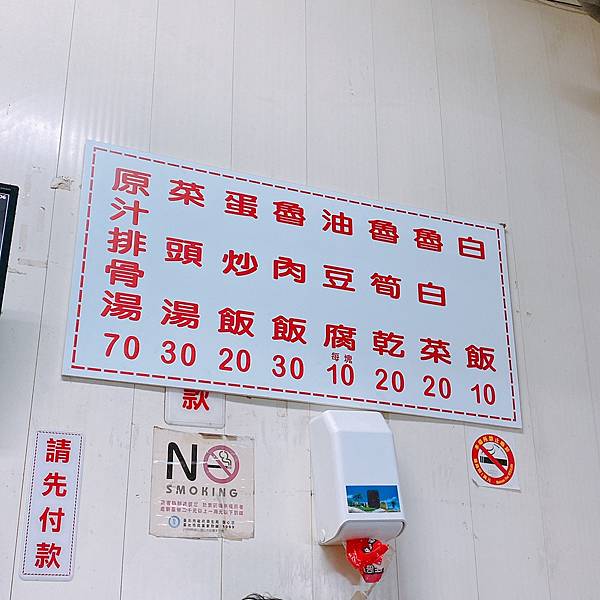 白飯 10
魯白菜 20
魯筍乾 20
油豆腐 每塊 10
魯肉飯 30
蛋炒飯 20
菜頭湯 30
原汁排骨湯 70
請先付款
款
NO
SMOKING